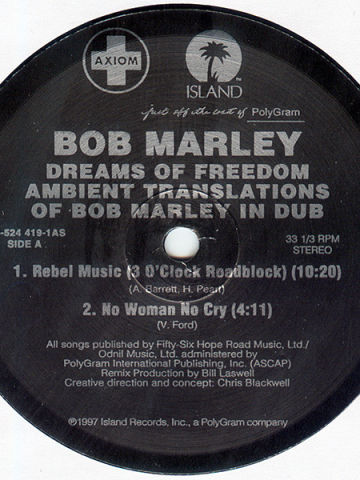 AXIOM
ISLAND
TM
just off the coast of PolyGram
BOB MARLEY
DREAMS OF FREEDOM
AMBIENT TRANSLATIONS
OF BOB MARLEY IN DUB
-524 419-1AS
SIDE A
33 1/3 RPM
STEREO
1. Rebel Music (3 O'Clock Roadblock) (10:20)
(A. Barrett, H. Peart)
2. No Woman No Cry (4:11)
(V. Ford)
All songs published by Fifty-Six Hope Road Music, Ltd./
Odnil Music, Ltd. administered by
PolyGram International Publishing, Inc. (ASCAP)
Remix Production by Bill Laswell
Creative direction and concept: Chris Blackwell
℗1997 Island Records, Inc., a PolyGram company